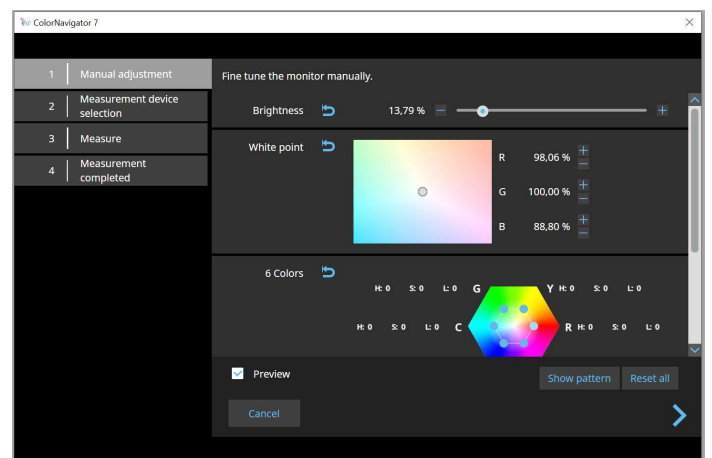 ColorNavigator 7
1 Manual adjustment
2 Measurement device
selection
3 Measure
4 Measurement
completed
Fine tune the monitor manually.
Brightness 13,79 %
White point
R 98,06 %
G 100,00 %
B 88,80 %
6 Colors
H: 0 S: 0 L: 0 G Y H: 0 S: 0 L: 0
H: 0 S: 0 L: 0 C R H: 0 S: 0 L: 0
Preview
Show pattern Reset all
Cancel